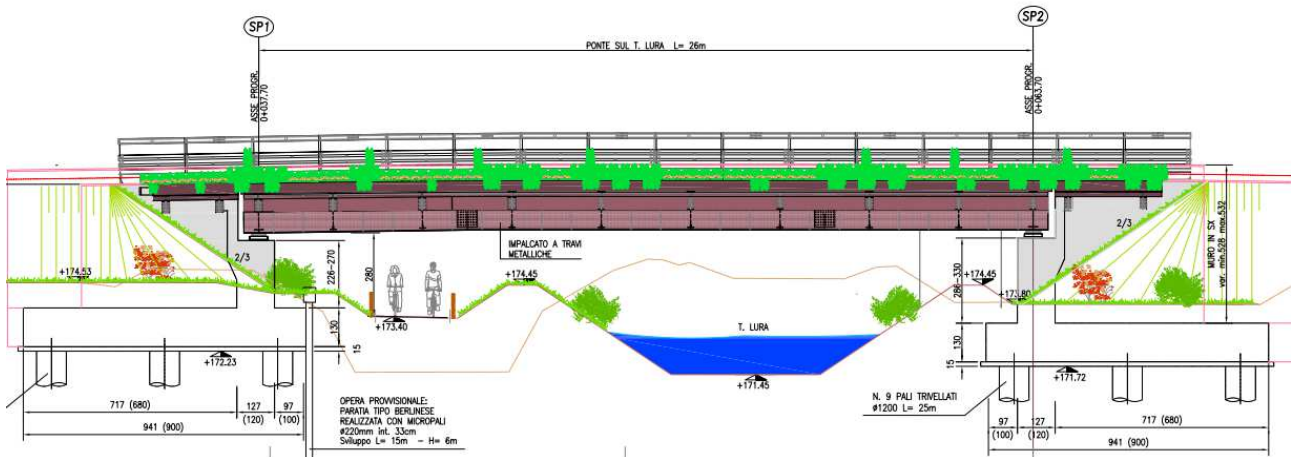 SP1
SP2
PONTE SUL T. LURA L= 26m
ASSE PROGR.
0+037.70
ASSE PROGR.
0+063.70
MURO IN SX
var. min.528 max.532
2/3
2/3
IMPALCATO A TRAVI
METALLICHE
226-270
280
286-330
+174.53
+174.45
+174.45
+173.80
+173.40
T. LURA
130
15
130
15
+172.23
+171.45
+171.72
OPERA PROVVISIONALE:
PARATIA TIPO BERLINESE
REALIZZATA CON MICROPALI
ø220mm int. 33cm
Sviluppo L= 15m - H= 6m
N. 9 PALI TRIVELLATI
ø1200 L= 25m
717 (680)
127
(120)
97
(100)
941 (900)
97
(100)
127
(120)
717 (680)
941 (900)